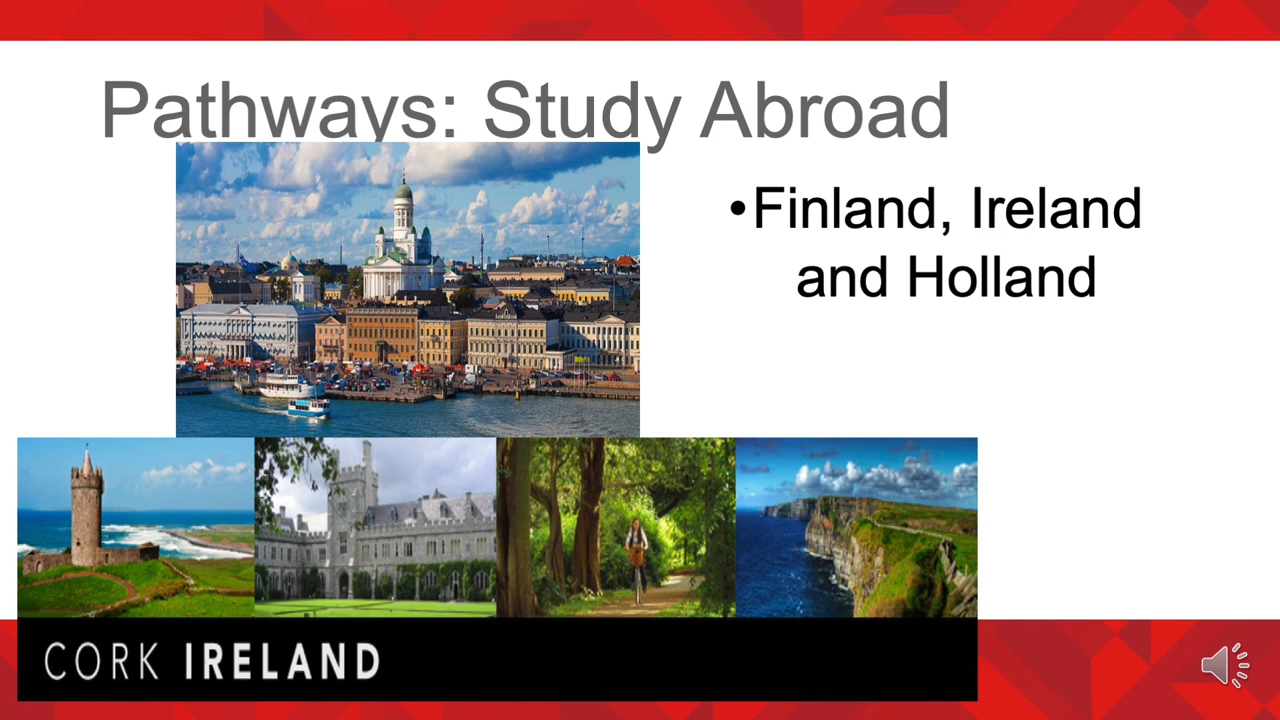 Pathways: Study Abroad
•Finland, Ireland
and Holland
CORK IRELAND